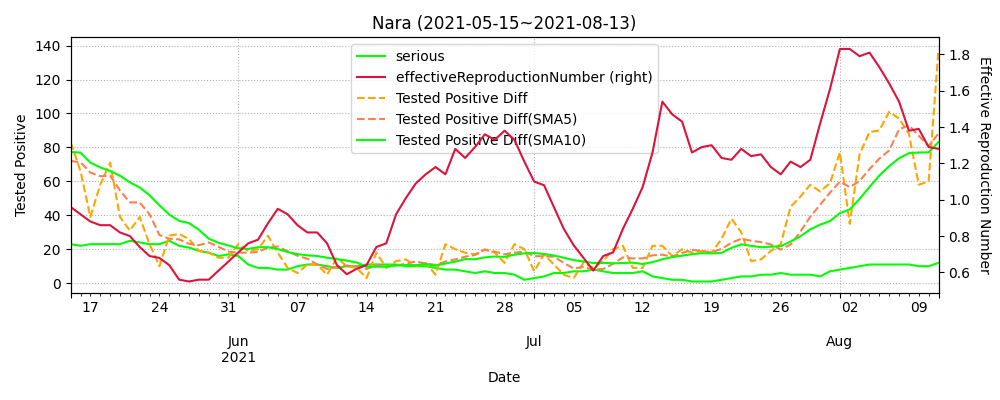 Nara (2021-05-15~2021-08-13)
serious
effectiveReproductionNumber (right)
Tested Positive Diff
Tested Positive Diff(SMA5)
Tested Positive Diff(SMA10)
Tested Positive
140
120
100
80
60
40
20
0
1.8
1.6
1.4
1.2
1.0
0.8
0.6
Effective Reproduction Number
17 24 31 07 14 21 28 05 12 19 26 02 09
Jun Jul Aug
2021
Date